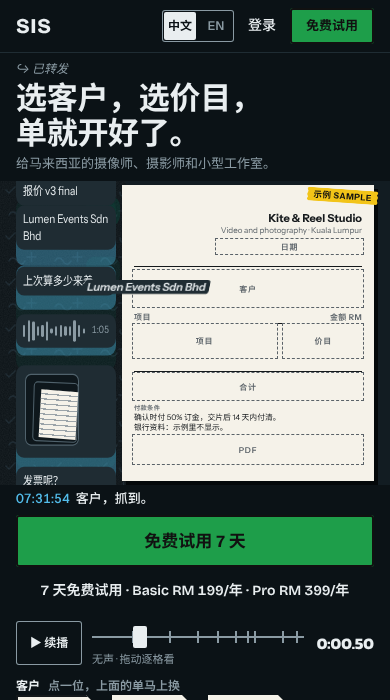 SIS
中文 EN 登录 免费试用
↪ 已转发
选客户，选价目，
单就开好了。
给马来西亚的摄像师、摄影师和小型工作室。
报价 v3 final
Lumen Events Sdn
Bhd
上次算多少来着
1:05
发票呢?
示例 SAMPLE
Kite & Reel Studio
Video and photography · Kuala Lumpur
日期
Lumen Events Sdn Bhd
客户
项目 金额 RM
项目 价目
合计
付款条件
确认时付 50% 订金，交片后 14 天内付清。
银行资料：示例里不显示。
PDF
07:31:54 客户，抓到。
免费试用 7 天
7 天免费试用 · Basic RM 199/年 · Pro RM 399/年
▶ 续播
0:00.50
无声·拖动逐格看
客户 点一位，上面的单马上换